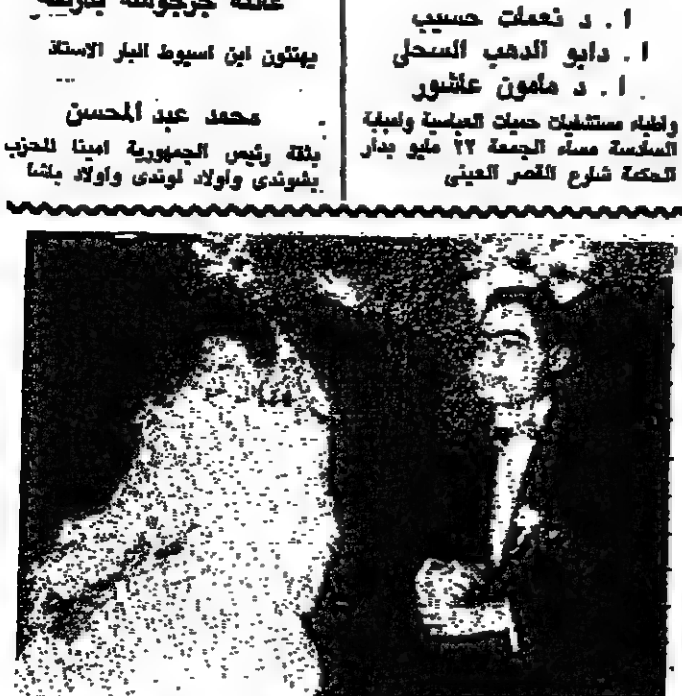 ا . د نعمات حسيب
ا . دابو الدهب السحلى
ا . د مامون عاشور
واطباء مستشفيات حميات العباسية وامبابة
السادسة مساء الجمعة ٢٢ مايو بدار
الحكمة شارع القصر العينى
عائلة
يهنئون ابن اسيوط البار الاستاذ
محمد عبد المحسن
بثقة رئيس الجمهورية امينا للحزب
بشوندى واولاد لوندى واولاد باشا